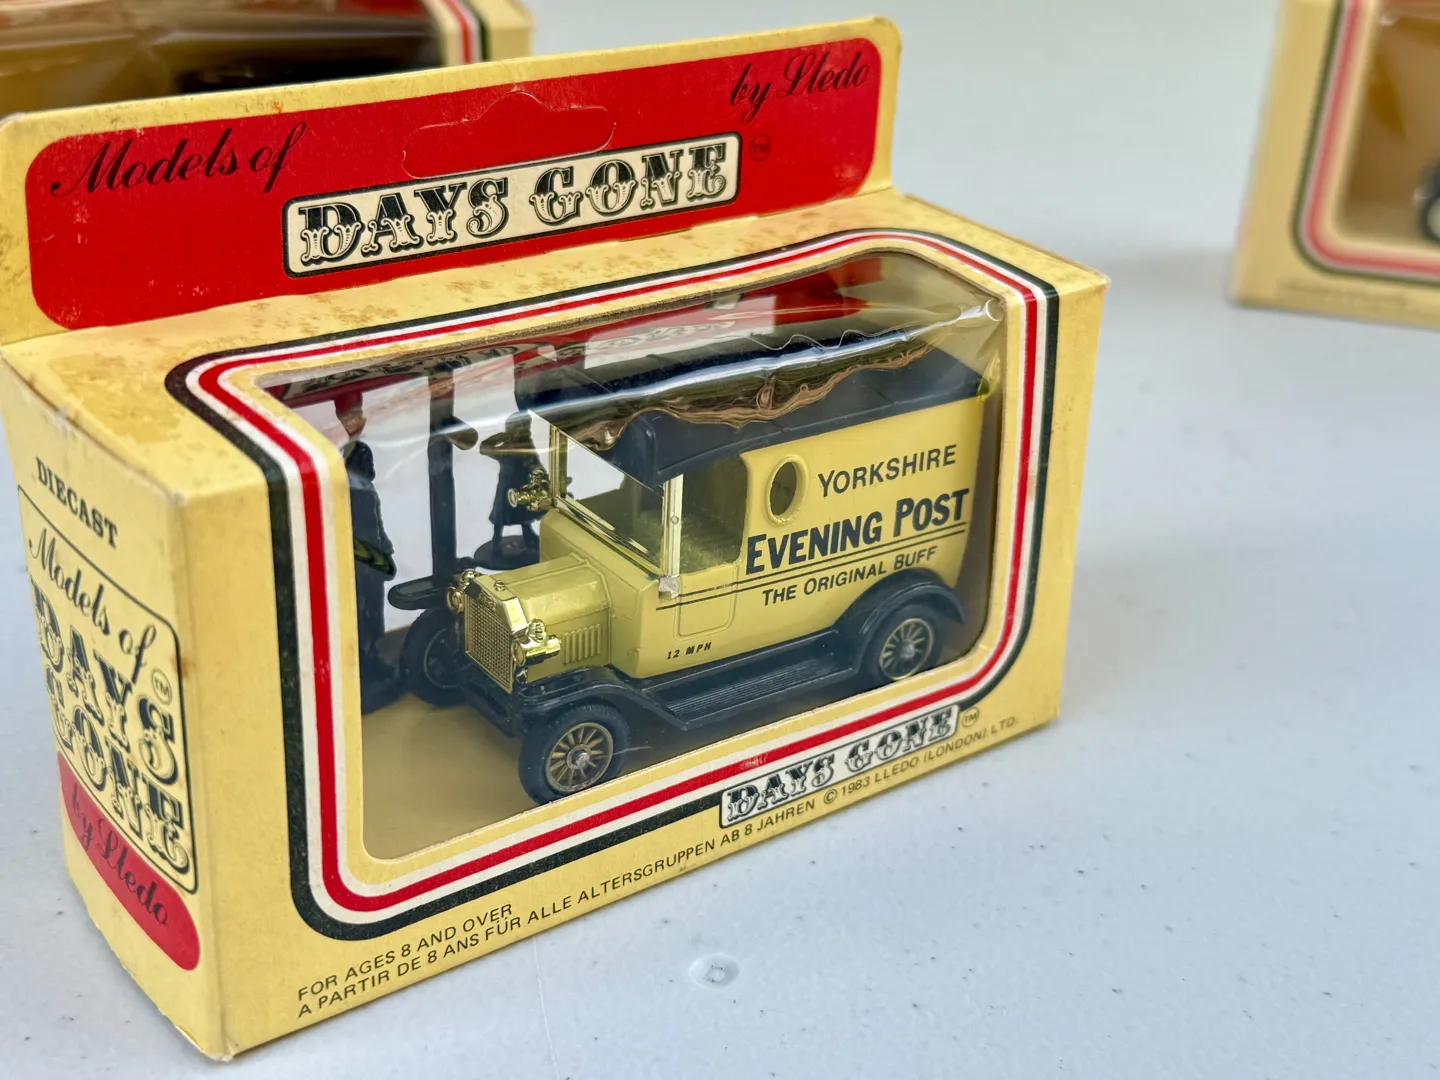 Models of
by Lledo
DAYS GONE ™
DIECAST
Models of
DAYS
GONE ™
by Lledo
YORKSHIRE
EVENING POST
THE ORIGINAL BUFF
12 MPH
DAYS GONE ™
FOR AGES 8 AND OVER
A PARTIR DE 8 ANS FÜR ALLE ALTERSGRUPPEN AB 8 JAHREN © 1983 LLEDO (LONDON) LTD.